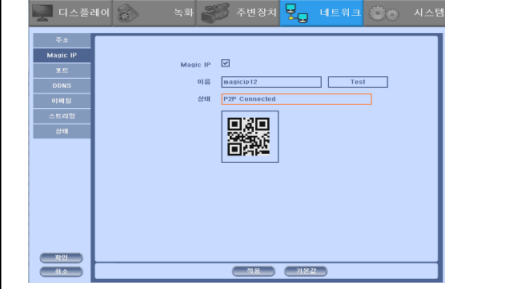 디스플레이 녹화 주변장치 네트워크 시스템
주소
Magic IP
포트
DDNS
이메일
스트리밍
상태
Magic IP
이름 magicip12 Test
상태 P2P Connected
확인
취소
적용 기본값